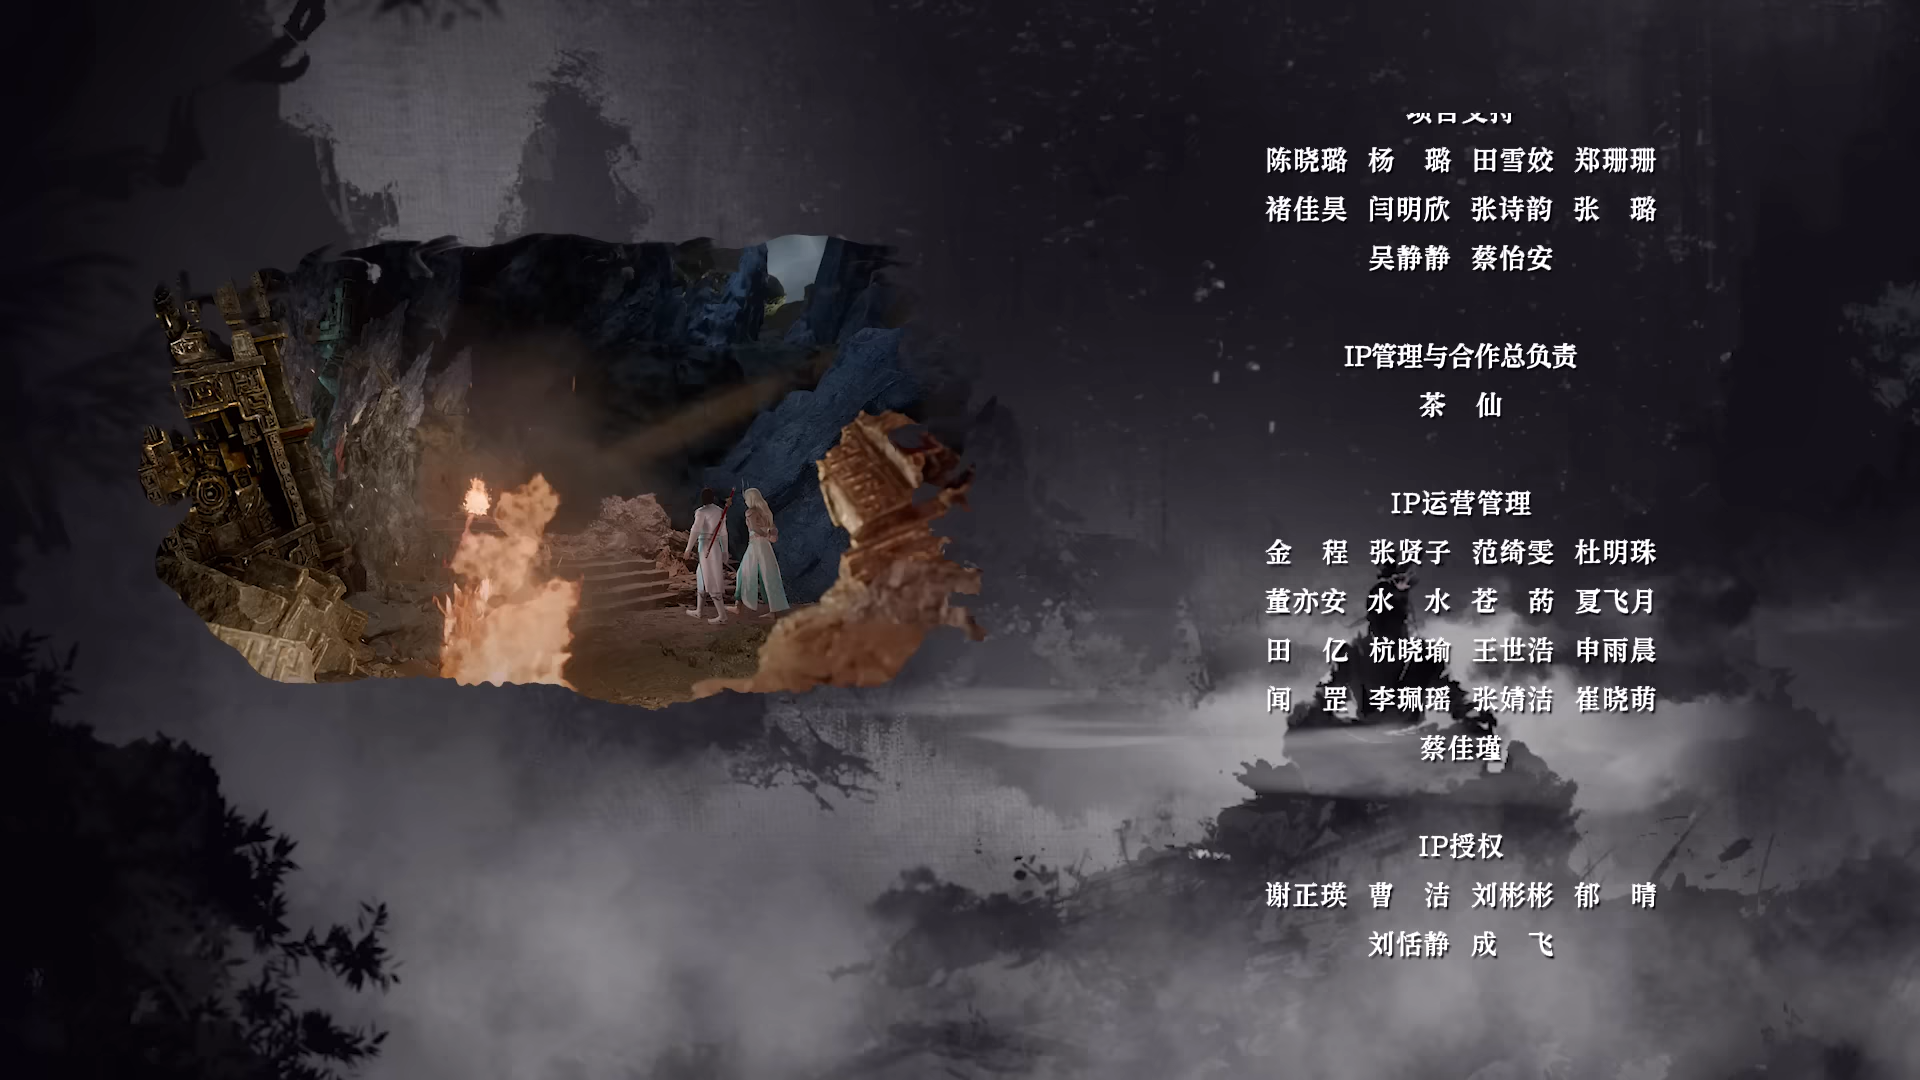 项目支持
陈晓璐 杨 璐 田雪姣 郑珊珊
褚佳昊 闫明欣 张诗韵 张 璐
吴静静 蔡怡安
IP管理与合作总负责
茶 仙
IP运营管理
金 程 张贤子 范绮雯 杜明珠
董亦安 水 水 苍 菂 夏飞月
田 亿 杭晓瑜 王世浩 申雨晨
闻 罡 李珮瑶 张婧洁 崔晓萌
蔡佳瑾
IP授权
谢正瑛 曹 洁 刘彬彬 郁 晴
刘恬静 成 飞